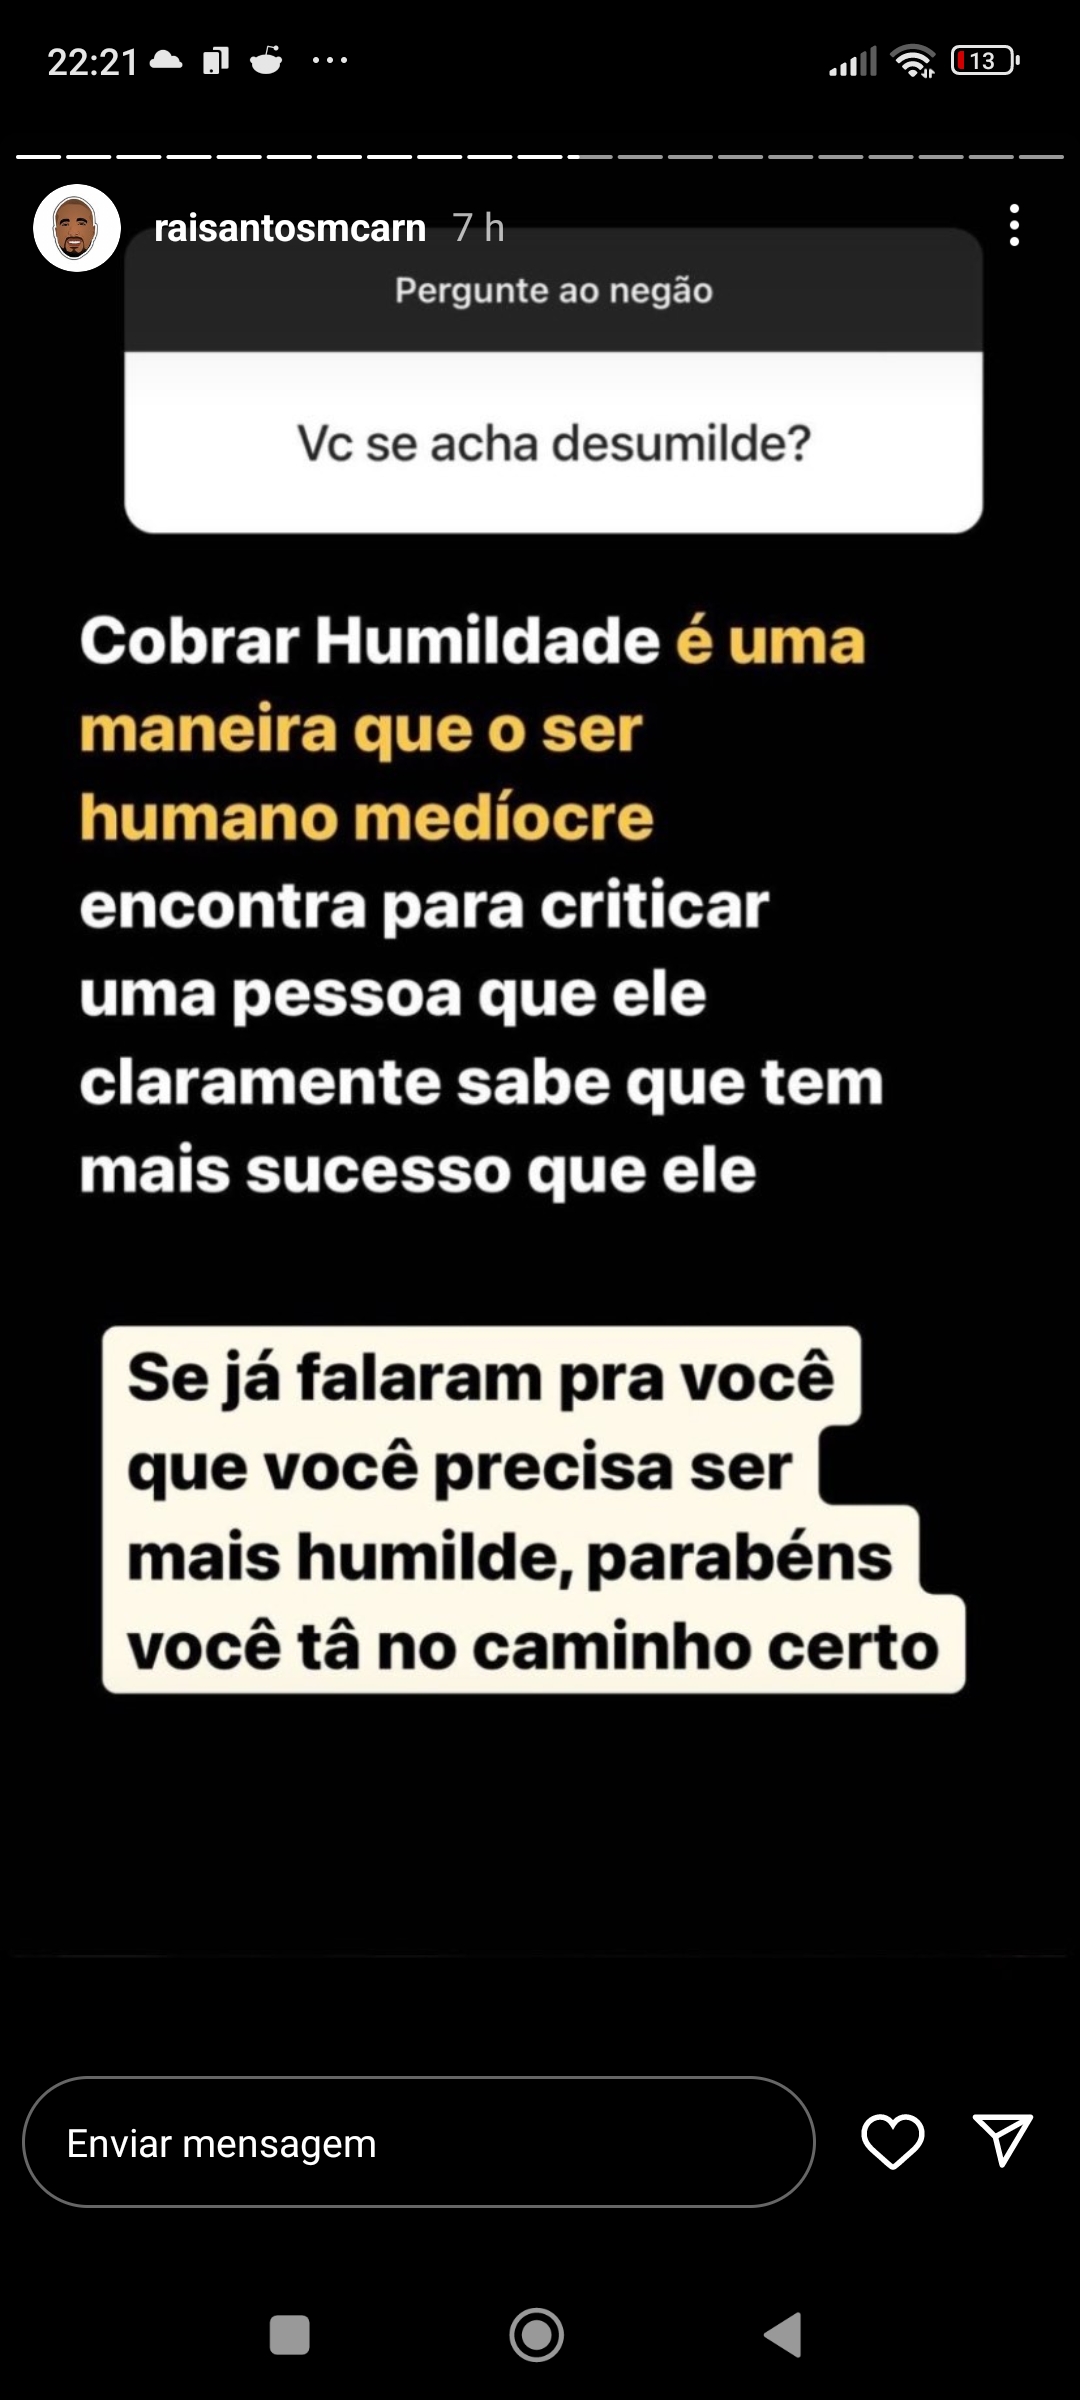 22:21
13
raisantosmcarn 7 h
Pergunte ao negão
Vc se acha desumilde?
Cobrar Humildade é uma
maneira que o ser
humano medíocre
encontra para criticar
uma pessoa que ele
claramente sabe que tem
mais sucesso que ele
Se já falaram pra você
que você precisa ser
mais humilde, parabéns
você tâ no caminho certo
Enviar mensagem